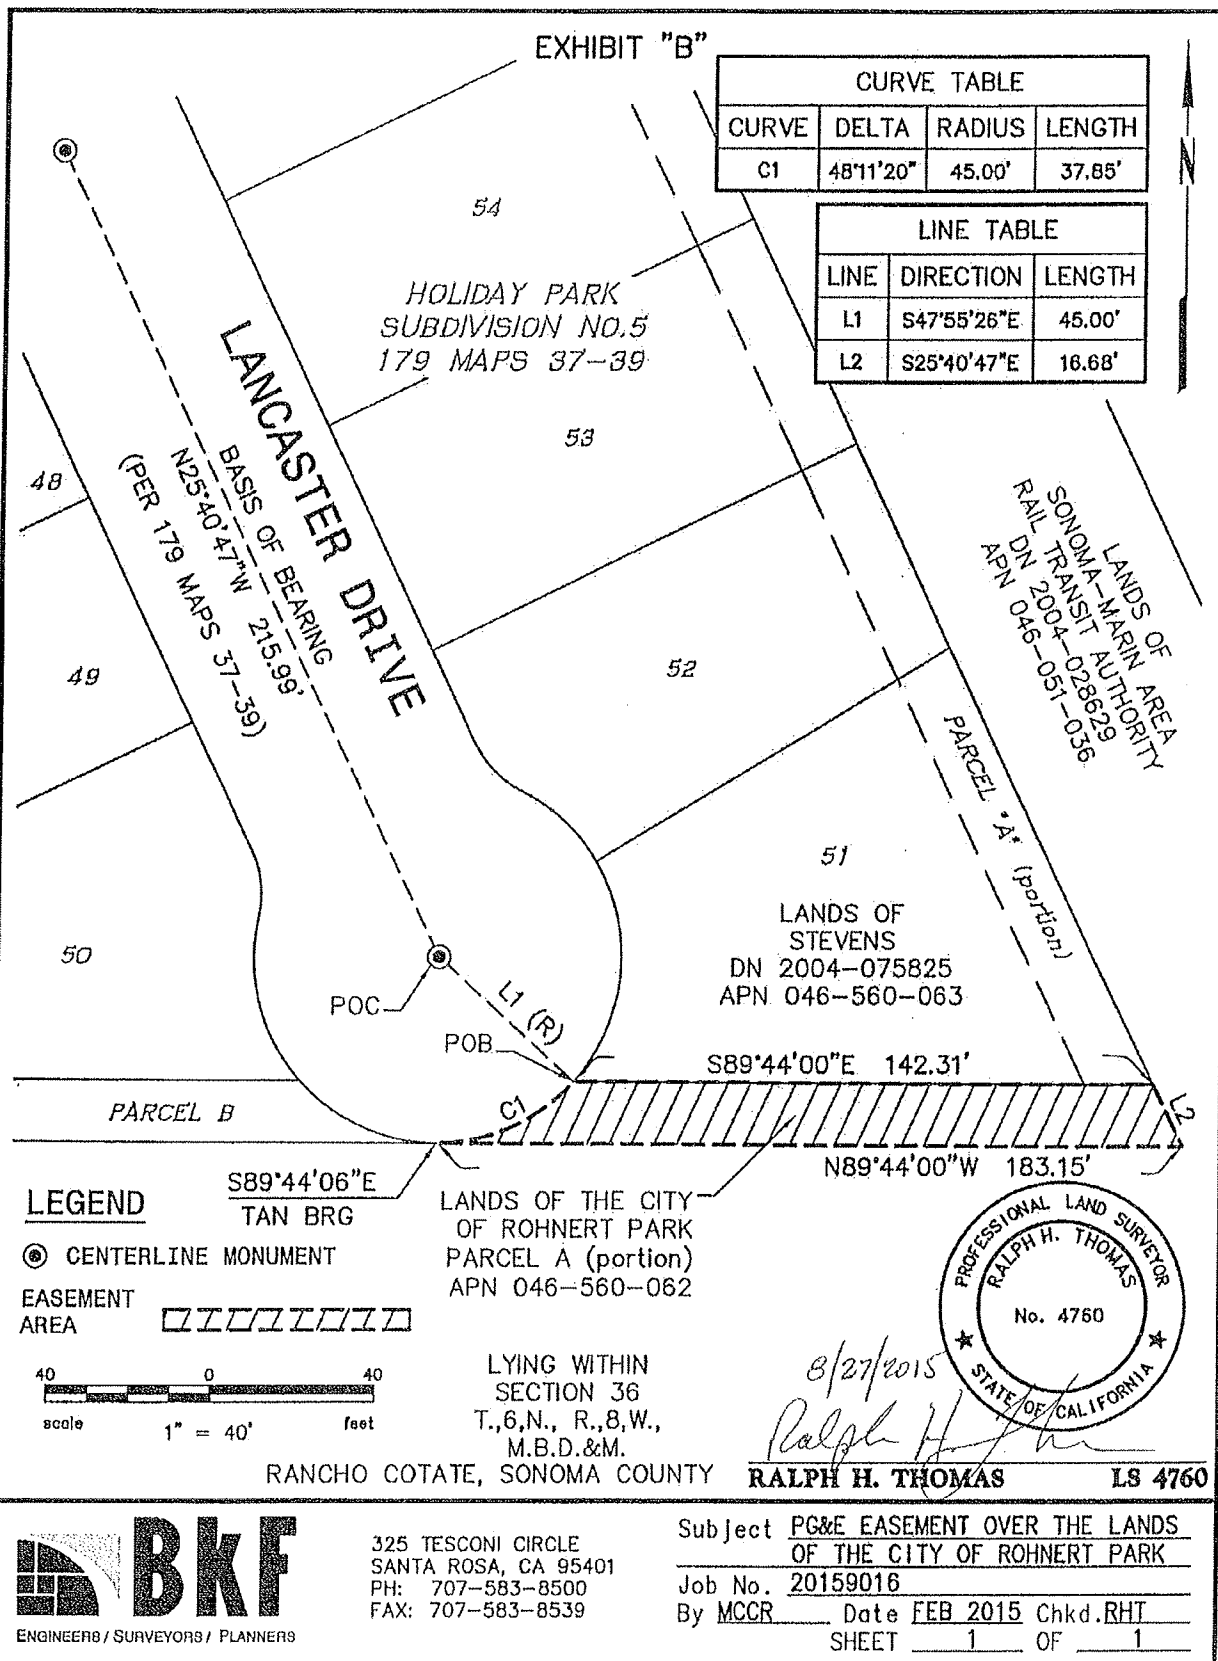 EXHIBIT "B"
CURVE TABLE
CURVE DELTA RADIUS LENGTH
C1 48°11'20" 45.00' 37.85'
LINE TABLE
LINE DIRECTION LENGTH
L1 S47°55'26"E 45.00'
L2 S25°40'47"E 16.68'
N
54
HOLIDAY PARK
SUBDIVISION NO.5
179 MAPS 37-39
53
48
LANCASTER DRIVE
BASIS OF BEARING
N25°40'47"W 215.99'
(PER 179 MAPS 37-39)
LANDS OF
SONOMA-MARIN AREA
RAIL TRANSIT AUTHORITY
DN 2004-028629
APN 046-051-036
49
52
PARCEL "A" (portion)
51
LANDS OF
STEVENS
DN 2004-075825
APN 046-560-063
50
POC
L1 (R)
POB
S89°44'00"E 142.31'
PARCEL B
C1
L2
N89°44'00"W 183.15'
S89°44'06"E
TAN BRG
LEGEND
CENTERLINE MONUMENT
EASEMENT
AREA
LANDS OF THE CITY
OF ROHNERT PARK
PARCEL A (portion)
APN 046-560-062
PROFESSIONAL LAND SURVEYOR
RALPH H. THOMAS
No. 4760
STATE OF CALIFORNIA
40 0 40
scale 1" = 40' feet
LYING WITHIN
SECTION 36
T.,6,N., R.,8,W.,
M.B.D.&M.
RANCHO COTATE, SONOMA COUNTY
8/27/2015
Ralph H. Thomas
RALPH H. THOMAS LS 4760
BKF
ENGINEERS / SURVEYORS / PLANNERS
325 TESCONI CIRCLE
SANTA ROSA, CA 95401
PH: 707-583-8500
FAX: 707-583-8539
Subject PG&E EASEMENT OVER THE LANDS
OF THE CITY OF ROHNERT PARK
Job No. 20159016
By MCCR Date FEB 2015 Chkd.RHT
SHEET 1 OF 1